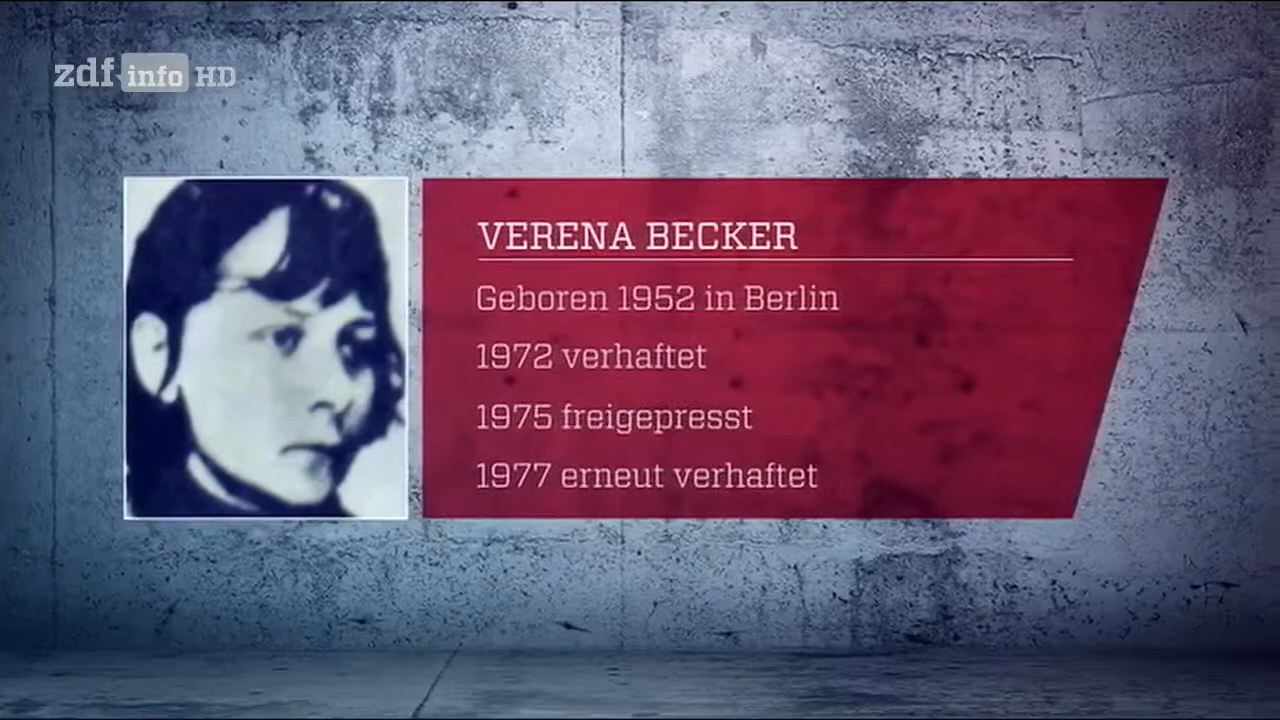 zdf info HD
VERENA BECKER
Geboren 1952 in Berlin
1972 verhaftet
1975 freigepresst
1977 erneut verhaftet